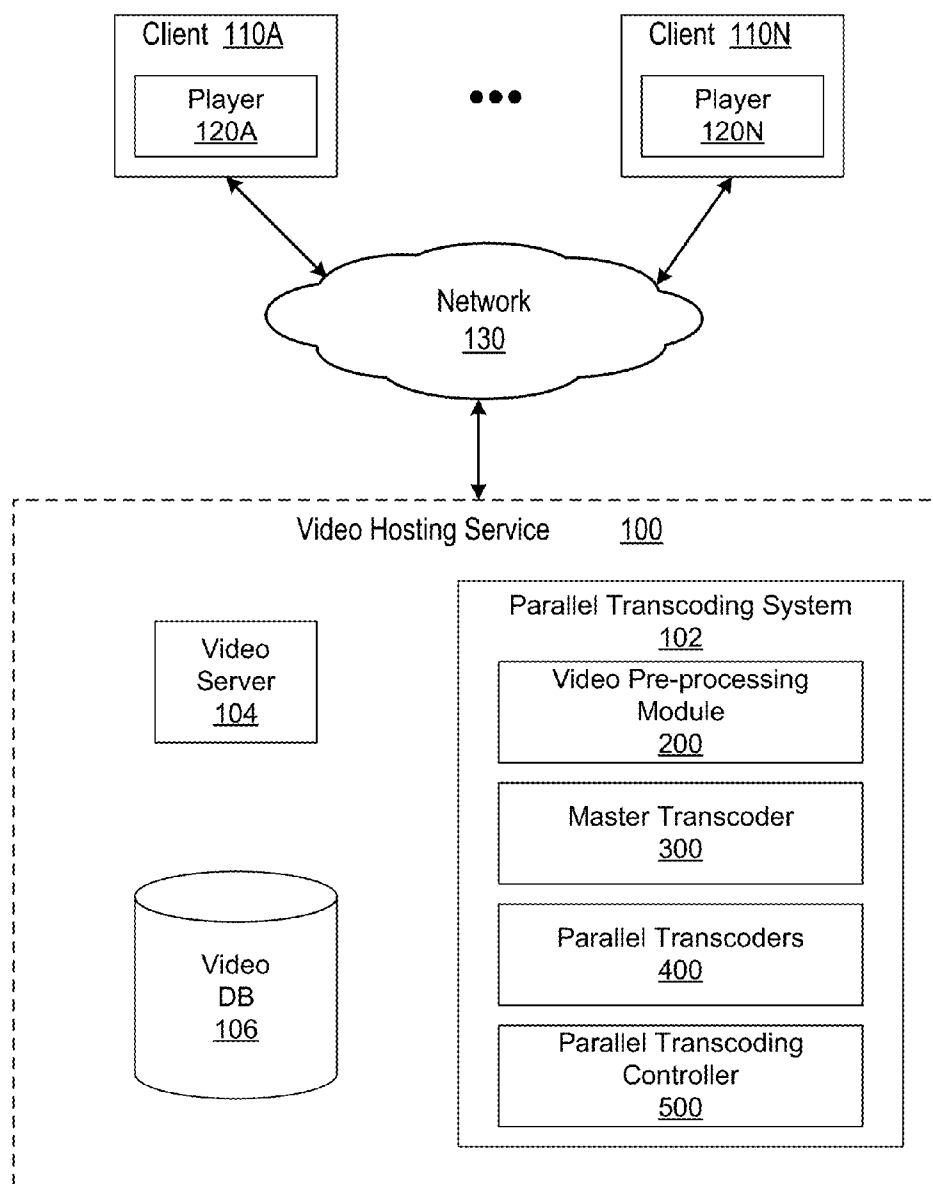 Client 110A
Player
120A
Client 110N
Player
120N
Network
130
Video Hosting Service 100
Video
Server
104
Video
DB
106
Parallel Transcoding System
102
Video Pre-processing
Module
200
Master Transcoder
300
Parallel Transcoders
400
Parallel Transcoding
Controller
500